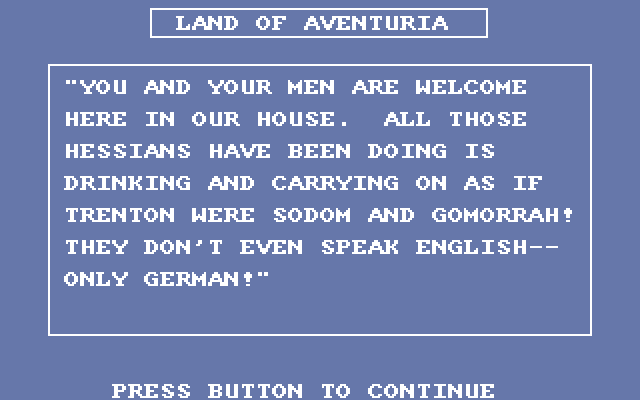 LAND OF AVENTURIA
"YOU AND YOUR MEN ARE WELCOME
HERE IN OUR HOUSE.  ALL THOSE
HESSIANS HAVE BEEN DOING IS
DRINKING AND CARRYING ON AS IF
TRENTON WERE SODOM AND GOMORRAH!
THEY DON'T EVEN SPEAK ENGLISH--
ONLY GERMAN!"
PRESS BUTTON TO CONTINUE